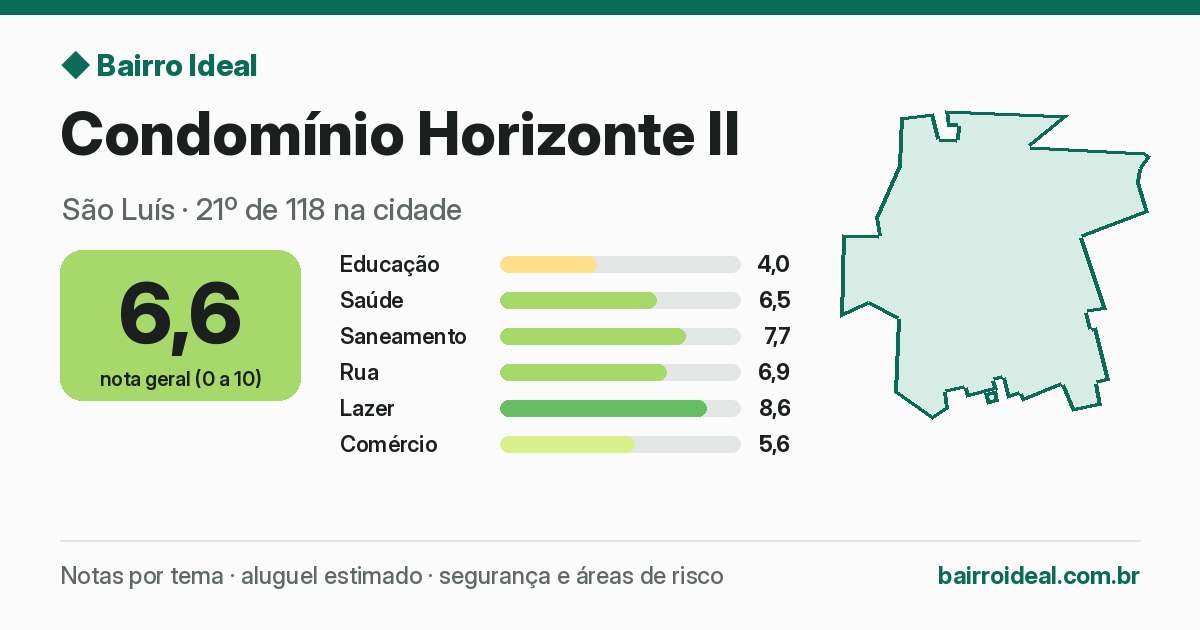 Bairro Ideal
Condomínio Horizonte II
São Luís · 21º de 118 na cidade
6,6
nota geral (0 a 10)
Educação 4,0
Saúde 6,5
Saneamento 7,7
Rua 6,9
Lazer 8,6
Comércio 5,6
Notas por tema · aluguel estimado · segurança e áreas de risco
bairroideal.com.br